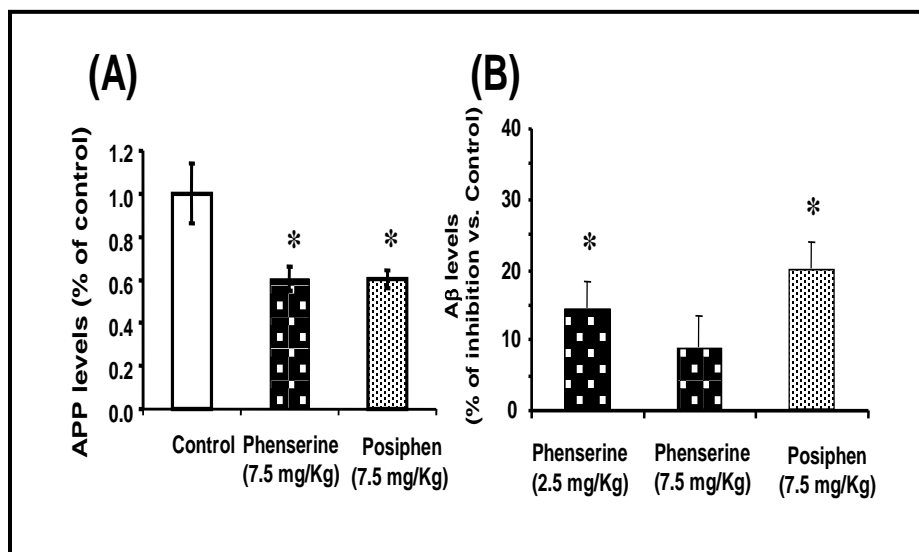 (A)
APP levels (% of control)
1.2
1.0
0.8
0.6
0.4
0.2
0.0
*
*
Control
Phenserine
(7.5 mg/Kg)
Posiphen
(7.5 mg/Kg)
(B)
Aβ levels
(% of inhibition vs. Control)
40
30
20
10
0
*
*
Phenserine
(2.5 mg/Kg)
Phenserine
(7.5 mg/Kg)
Posiphen
(7.5 mg/Kg)